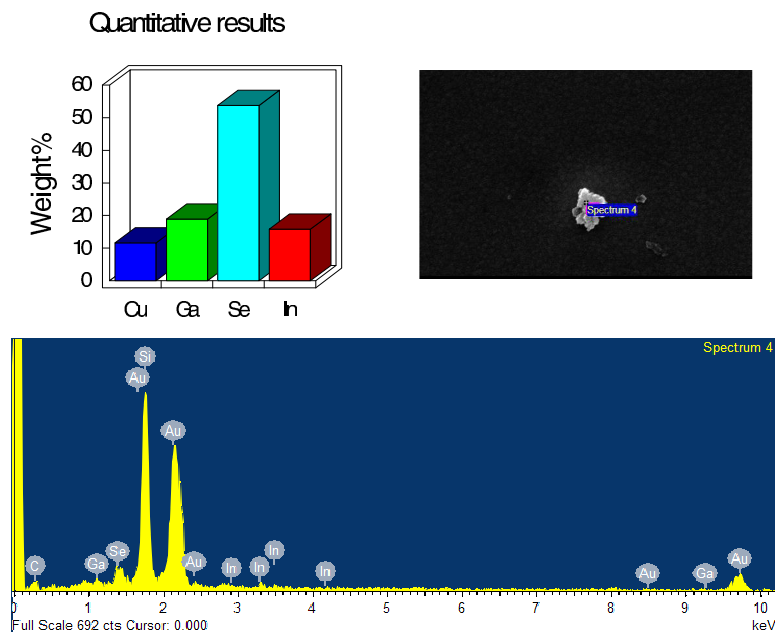 Quantitative results
Weight%
60
50
40
30
20
10
0
Cu Ga Se In
Spectrum 4
Spectrum 4
Si
Au
Au
C
Ga
Se
Au
In
In
In
In
Au
Ga
Au
0 1 2 3 4 5 6 7 8 9 10
Full Scale 692 cts Cursor: 0.000 keV